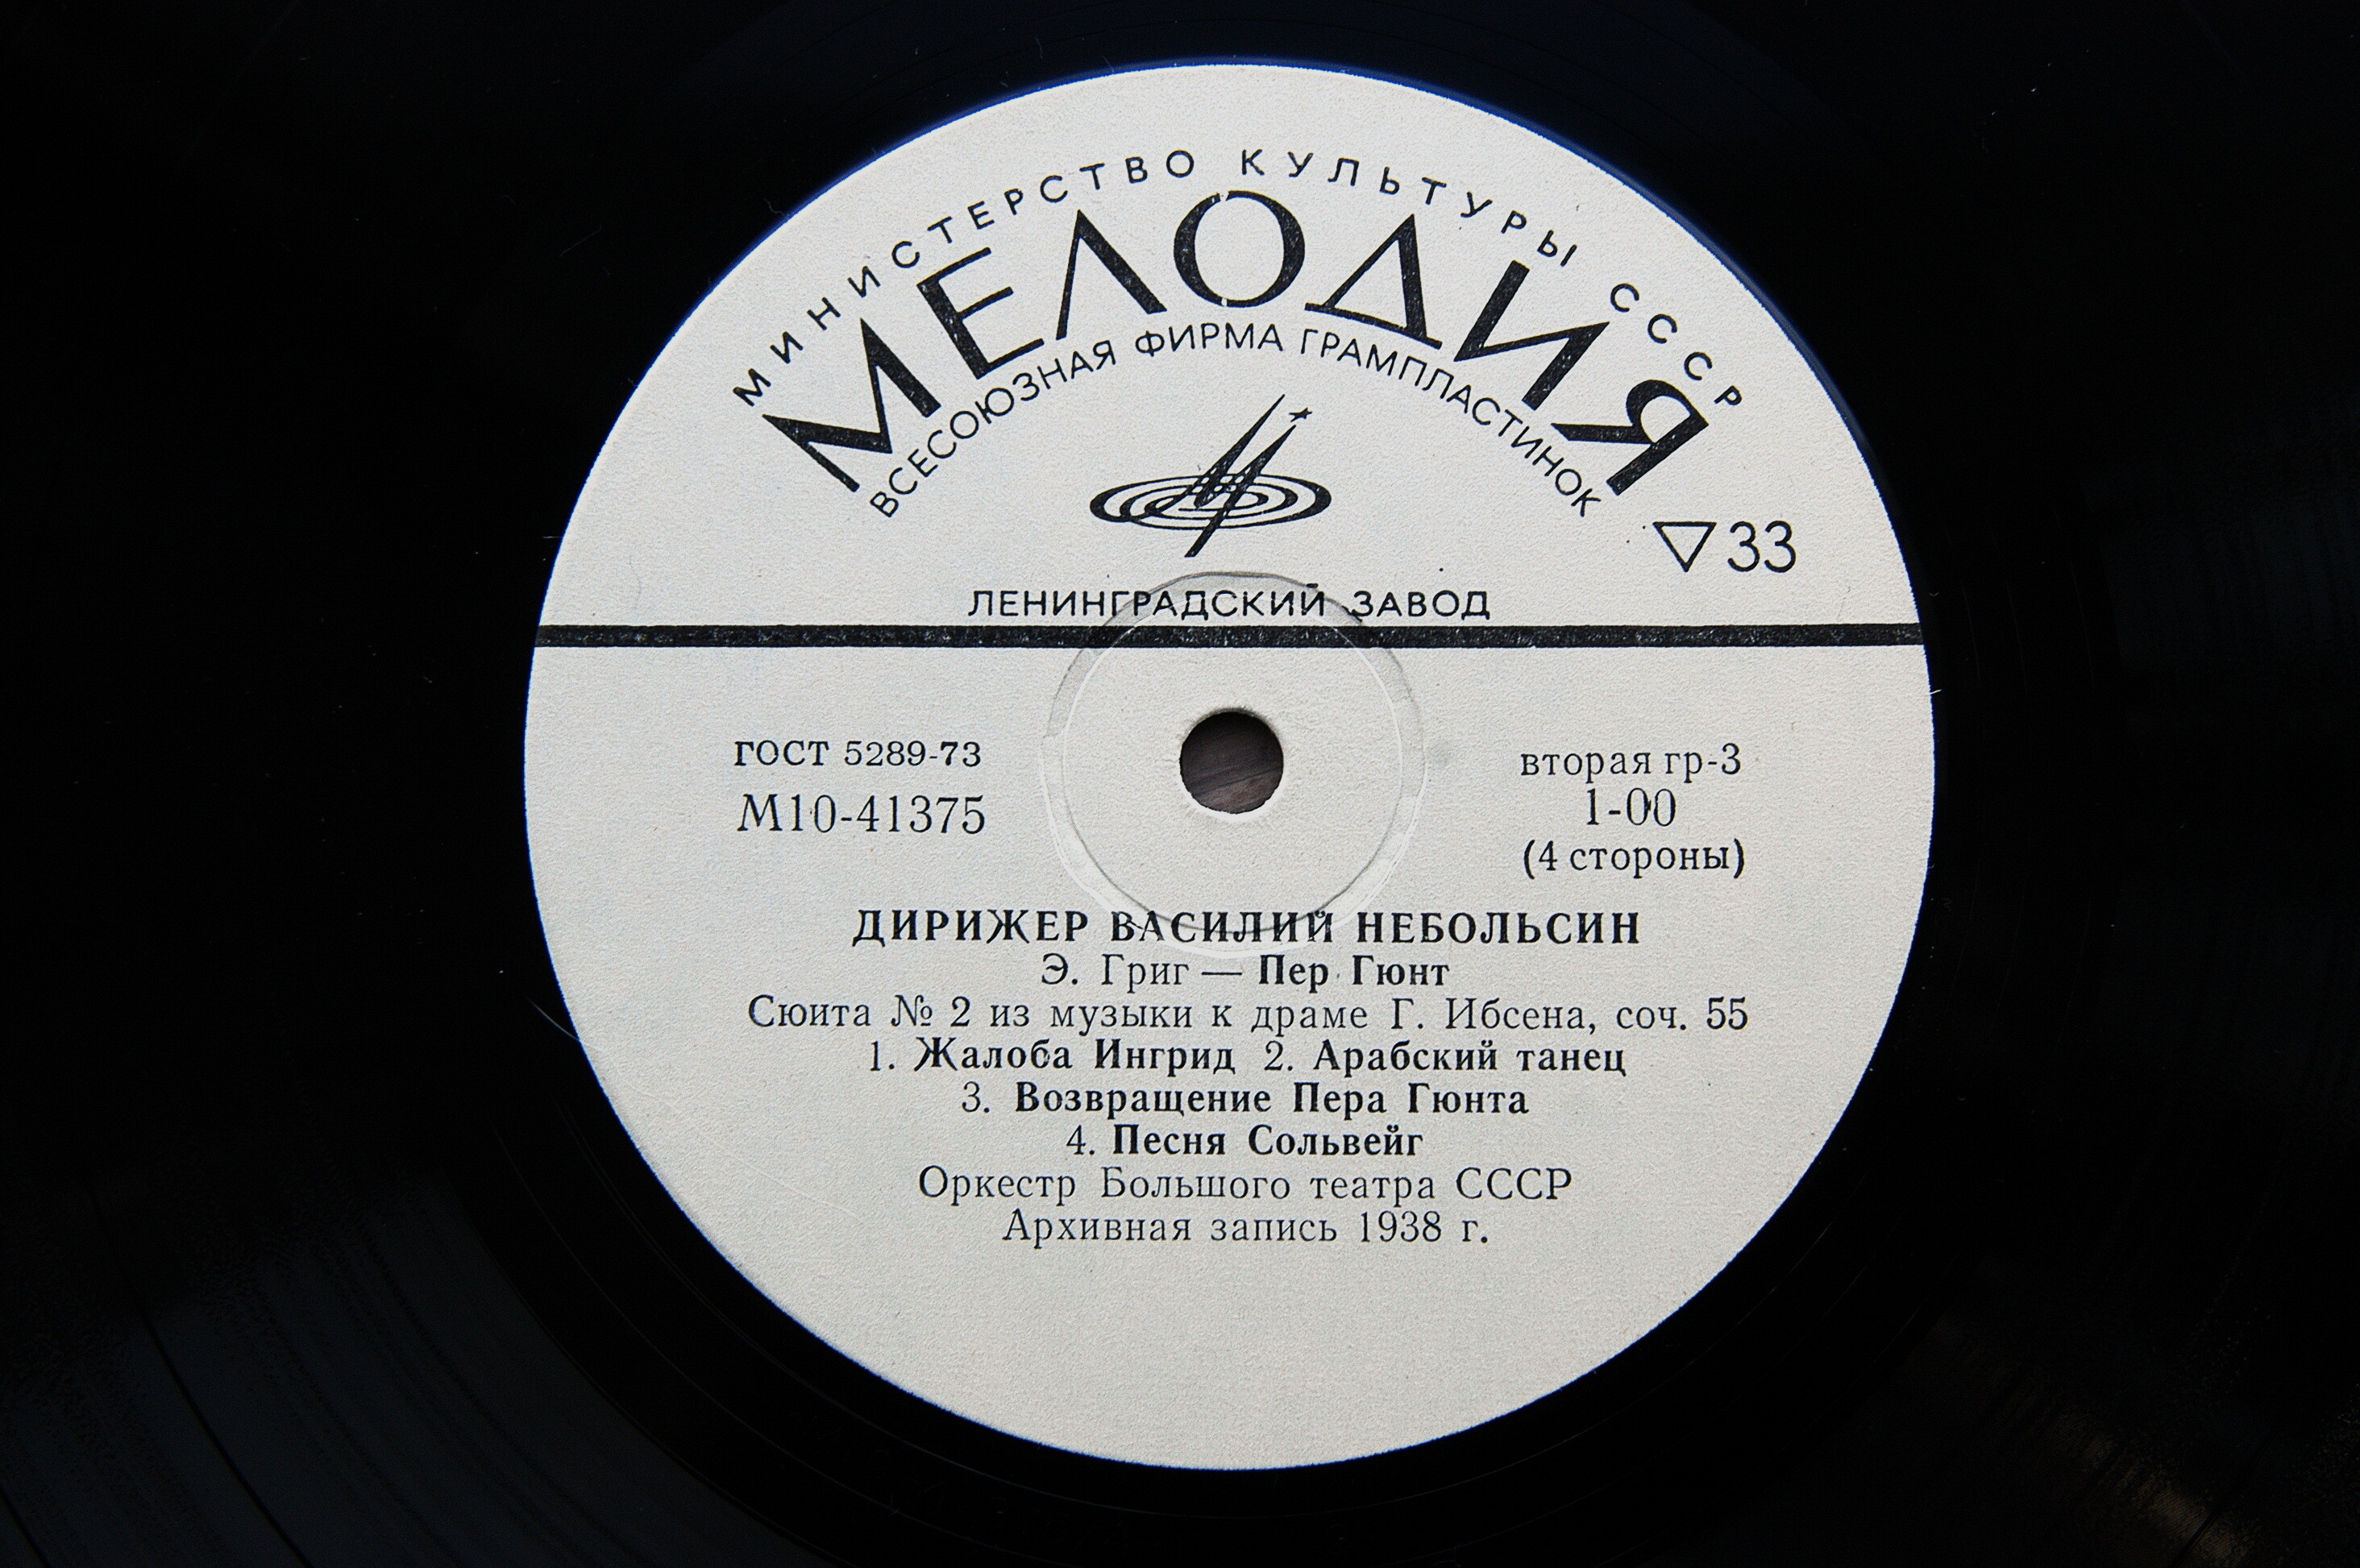 МИНИСТЕРСТВО КУЛЬТУРЫ СССР
МЕЛОДИЯ
ВСЕСОЮЗНАЯ ФИРМА ГРАМПЛАСТИНОК
▽33
ЛЕНИНГРАДСКИЙ ЗАВОД
ГОСТ 5289-73
М10-41375
вторая гр-3
1-00
(4 стороны)
ДИРИЖЕР ВАСИЛИЙ НЕБОЛЬСИН
Э. Григ — Пер Гюнт
Сюита № 2 из музыки к драме Г. Ибсена, соч. 55
1. Жалоба Ингрид 2. Арабский танец
3. Возвращение Пера Гюнта
4. Песня Сольвейг
Оркестр Большого театра СССР
Архивная запись 1938 г.